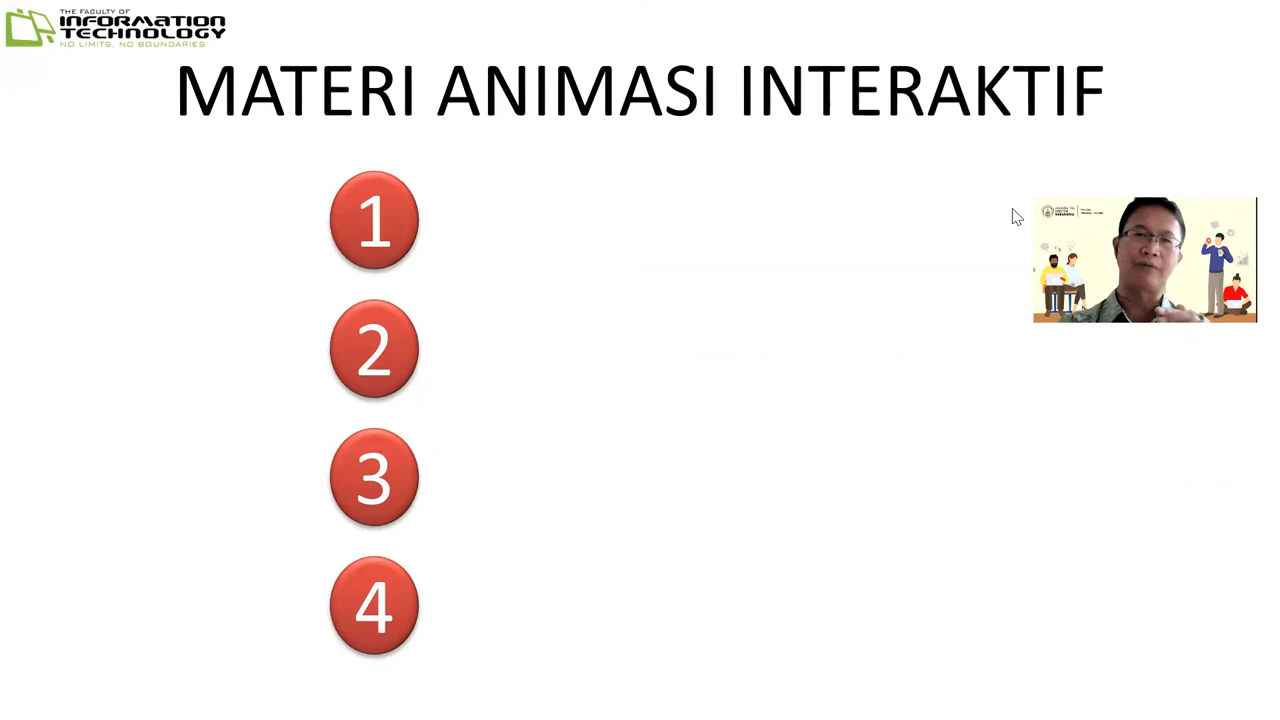 THE FACULTY OF
INFORMATION
TECHNOLOGY
NO LIMITS, NO BOUNDARIES
MATERI ANIMASI INTERAKTIF
1
2
3
4